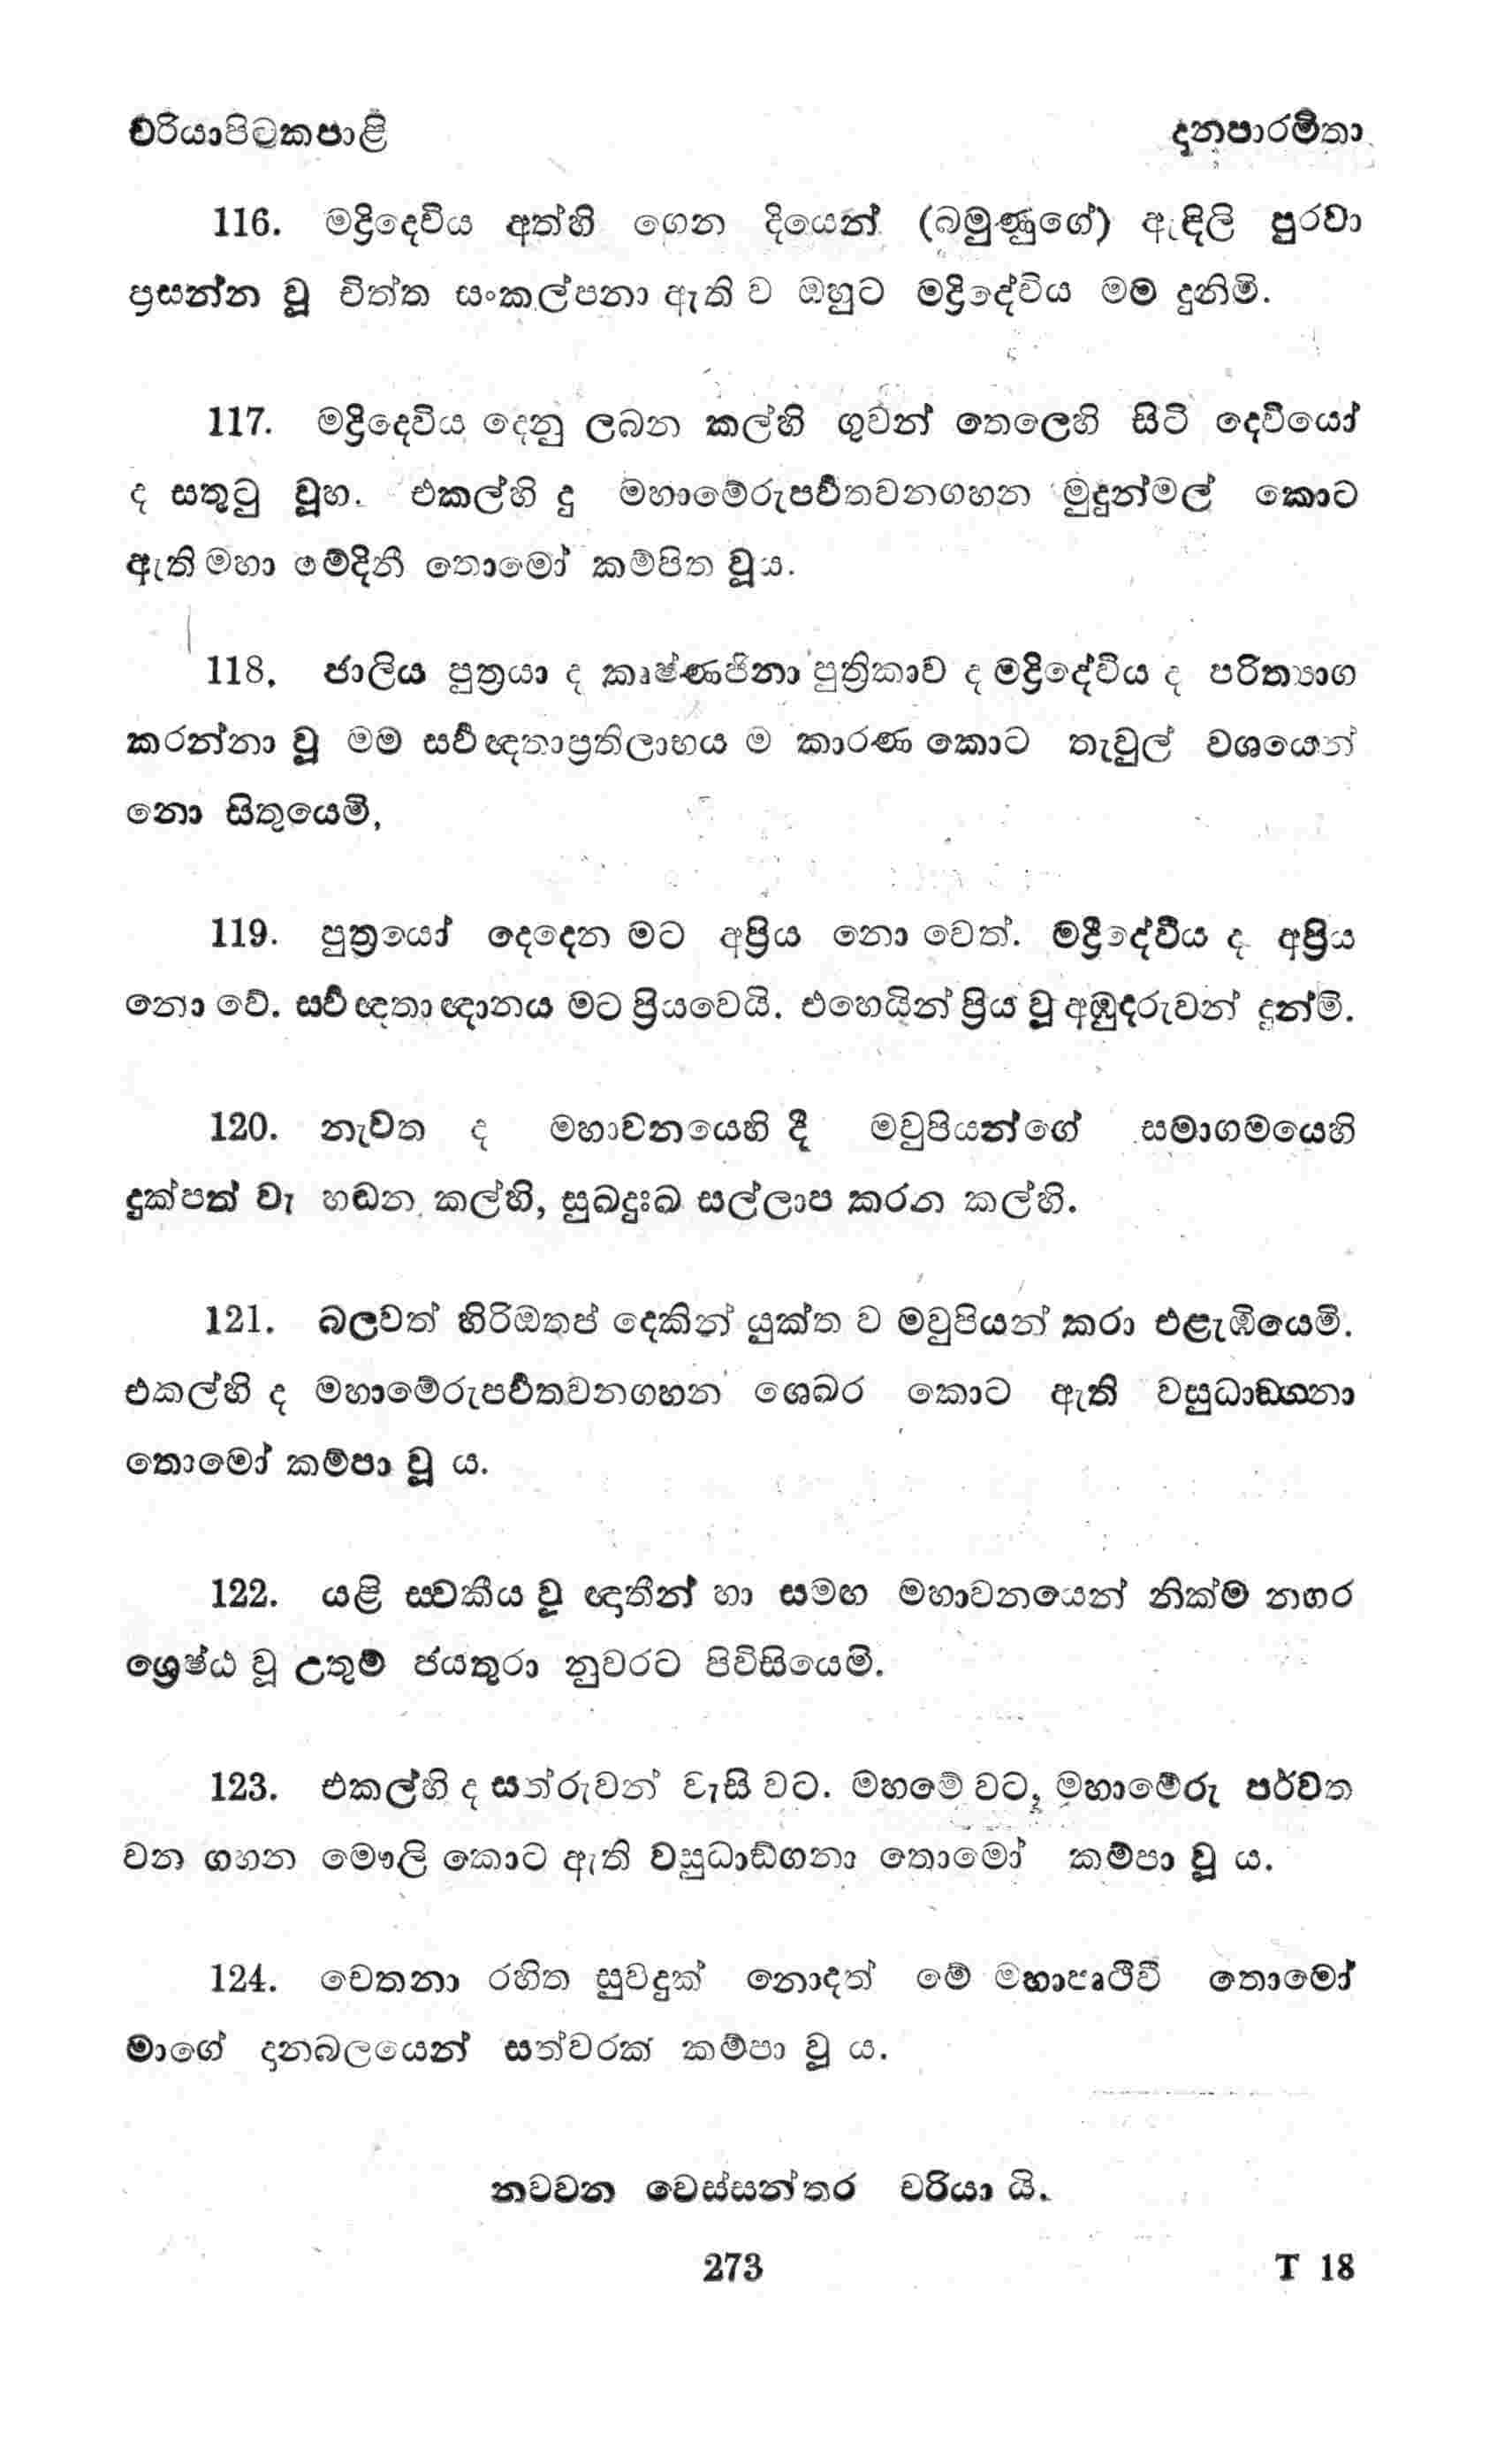 චරියාපිටකපාළි දානපාරමිතා
116. මද්‍රිදෙවිය අත්හි ගෙන දියෙන් (බමුණුගේ) ඇඳිලි පුරවා
ප්‍රසන්න වූ චිත්ත සංකල්පනා ඇති ව ඔහුට මද්‍රිදේවිය මම දුනිමි.
117. මද්‍රිදෙවිය දෙනු ලබන කල්හි ගුවන් තෙලෙහි සිටි දෙවියෝ
ද සතුටු වූහ. එකල්හි දු මහාමේරුපර්‍වතවනගහන මුදුන්මල් කොට
ඇති මහා මේදිනී තොමෝ කම්පිත වූය.
118. ජාලිය පුත්‍රයා ද කෘෂ්ණජිනා පුත්‍රිකාව ද මද්‍රිදේවිය ද පරිත්‍යාග
කරන්නා වූ මම සර්‍වඥතාප්‍රතිලාභය ම කාරණ කොට තැවුල් වශයෙන්
නො සිතුයෙමි,
119. පුත්‍රයෝ දෙදෙන මට අප්‍රිය නො වෙත්. මද්‍රීදේවිය ද අප්‍රිය
නො වේ. සර්‍වඥතා ඥානය මට ප්‍රියවෙයි. එහෙයින් ප්‍රිය වූ අඹුදරුවන් දුන්මි.
120. නැවත ද මහාවනයෙහි දී මවුපියන්ගේ සමාගමයෙහි
දුක්පත් වැ හඬන කල්හි, සුඛදුඃඛ සල්ලාප කරන කල්හි.
121. බලවත් හිරිඔතප් දෙකින් යුක්ත ව මවුපියන් කරා එළැඹියෙමි.
එකල්හි ද මහාමේරුපර්‍වතවනගහන ශෙඛර කොට ඇති වසුධාඞ්ගනා
තොමෝ කම්පා වූ ය.
122. යළි ස්වකීය වූ ඥාතීන් හා සමඟ මහාවනයෙන් නික්ම නගර
ශ්‍රෙෂ්ඨ වූ උතුම් ජයතුරා නුවරට පිවිසියෙමි.
123. එකල්හි ද සත්රුවන් වැසි වට. මහමේ වට, මහාමේරු පර්වත
වන ගහන මෞලි කොට ඇති වසුධාඞ්ගනා තොමෝ කම්පා වූ ය.
124. චෙතනා රහිත සුවදුක් නොදත් මේ මහාපෘථිවි තොමෝ
මාගේ දානබලයෙන් සත්වරක් කම්පා වූ ය.
නවවන වෙස්සන්තර චරියා යි.
273 T 18